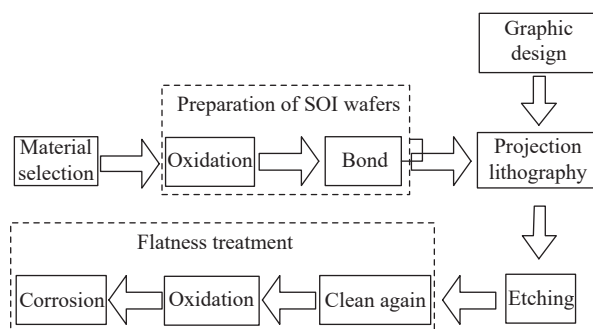 Graphic
design
Preparation of SOI wafers
Material
selection
Oxidation
Bond
Projection
lithography
Flatness treatment
Corrosion
Oxidation
Clean again
Etching